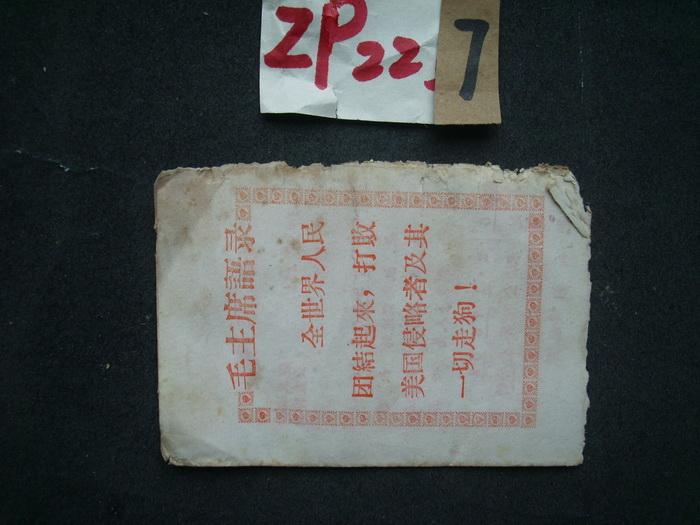 ZP22
7
毛主席語录
全世界人民
团結起來，打败
美国侵略者及其
一切走狗！